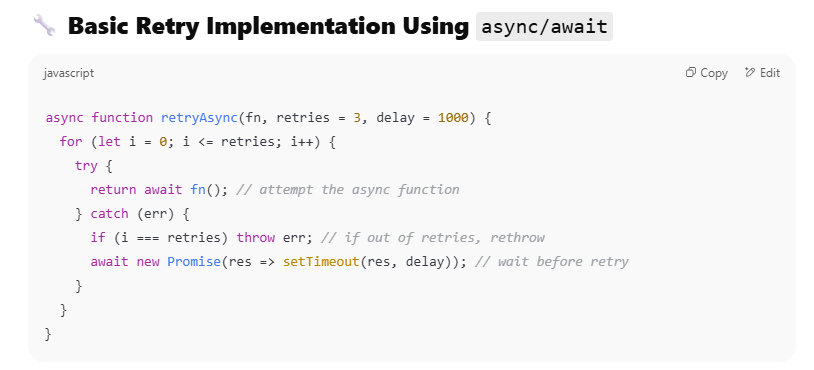 🔧 Basic Retry Implementation Using async/await
javascript
Copy
Edit
async function retryAsync(fn, retries = 3, delay = 1000) {
  for (let i = 0; i <= retries; i++) {
    try {
      return await fn(); // attempt the async function
    } catch (err) {
      if (i === retries) throw err; // if out of retries, rethrow
      await new Promise(res => setTimeout(res, delay)); // wait before retry
    }
  }
}